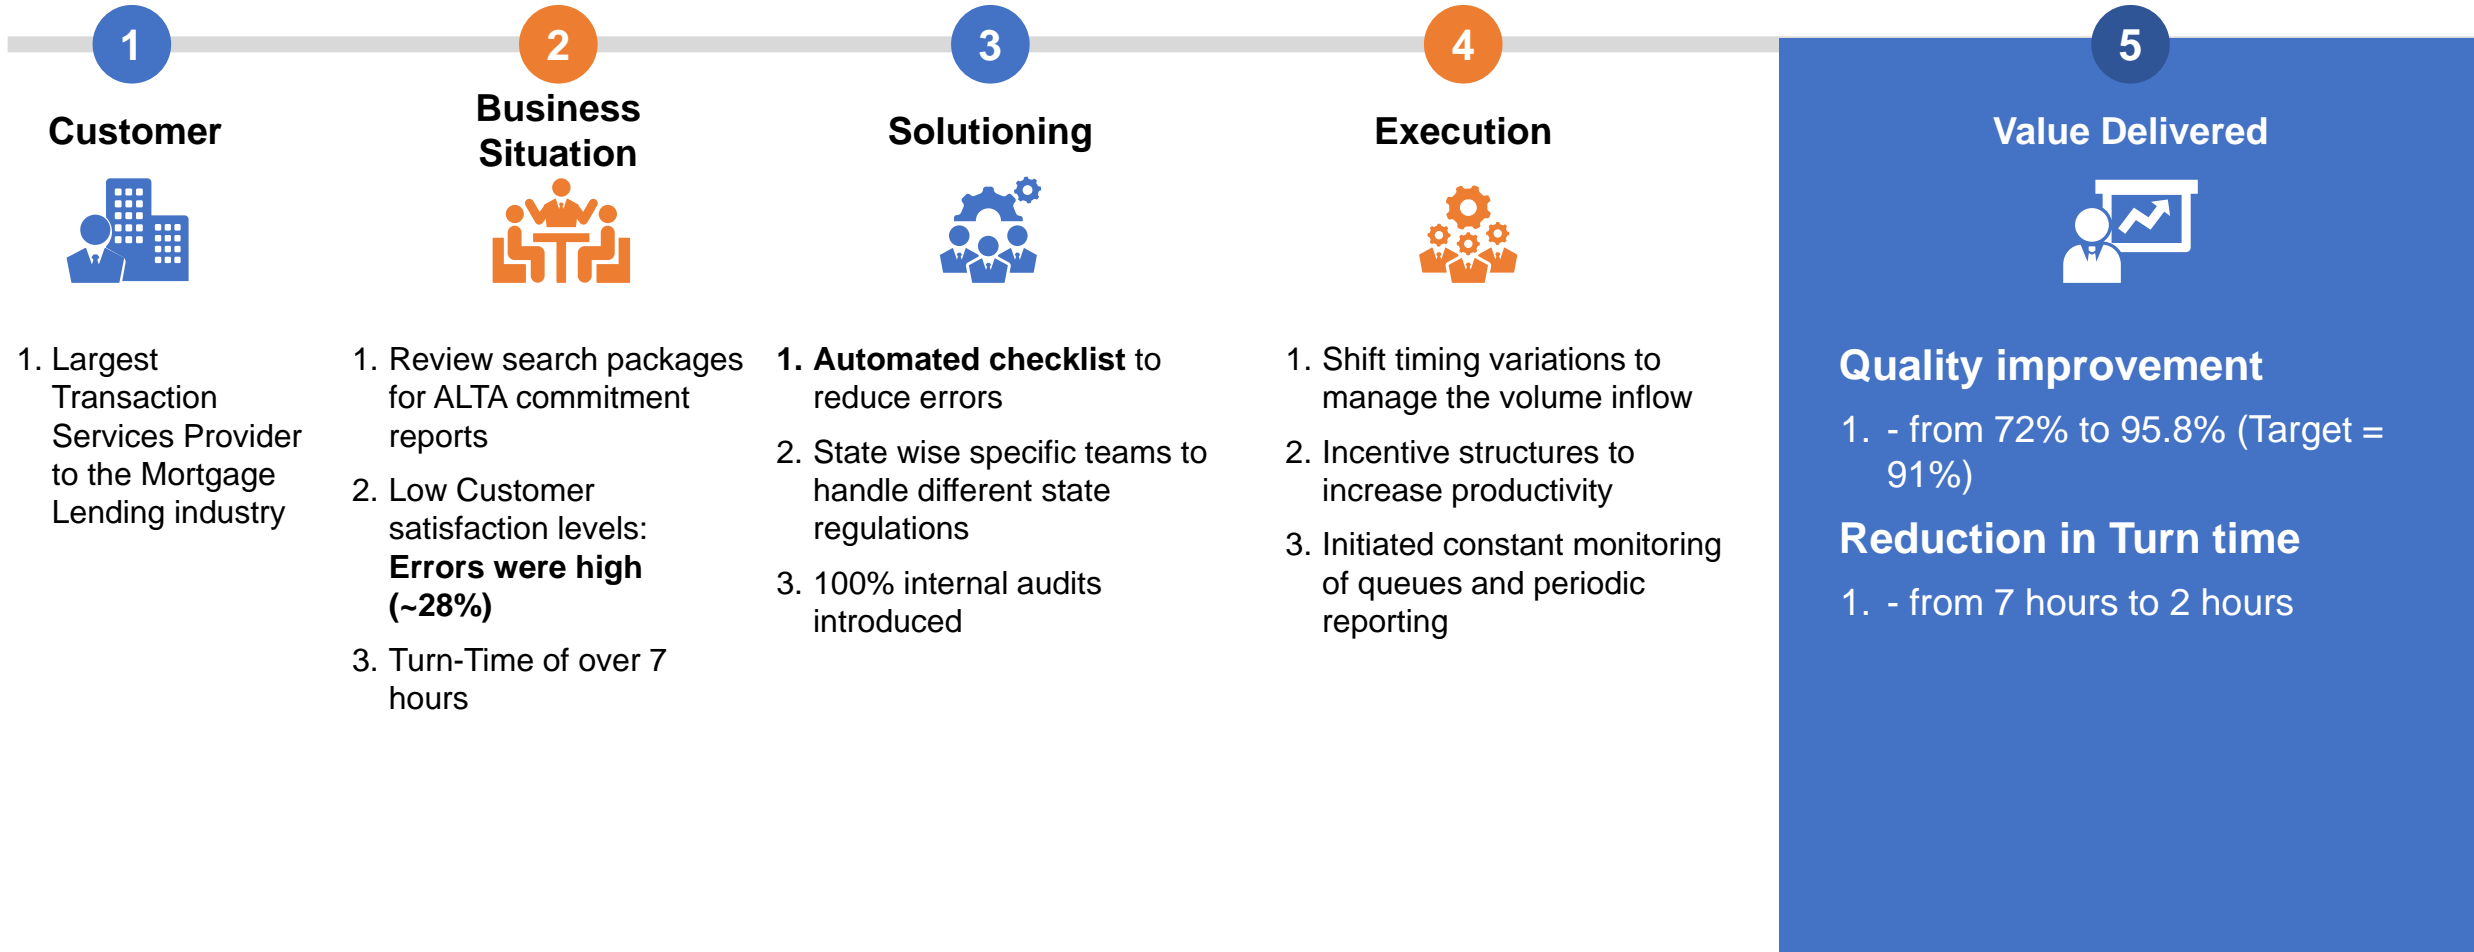 1
Customer
1. Largest
Transaction
Services Provider
to the Mortgage
Lending industry
2
Business
Situation
1. Review search packages
for ALTA commitment
reports
2. Low Customer
satisfaction levels:
Errors were high
(~28%)
3. Turn-Time of over 7
hours
3
Solutioning
1. Automated checklist to
reduce errors
2. State wise specific teams to
handle different state
regulations
3. 100% internal audits
introduced
4
Execution
1. Shift timing variations to
manage the volume inflow
2. Incentive structures to
increase productivity
3. Initiated constant monitoring
of queues and periodic
reporting
5
Value Delivered
Quality improvement
1. - from 72% to 95.8% (Target =
91%)
Reduction in Turn time
1. - from 7 hours to 2 hours